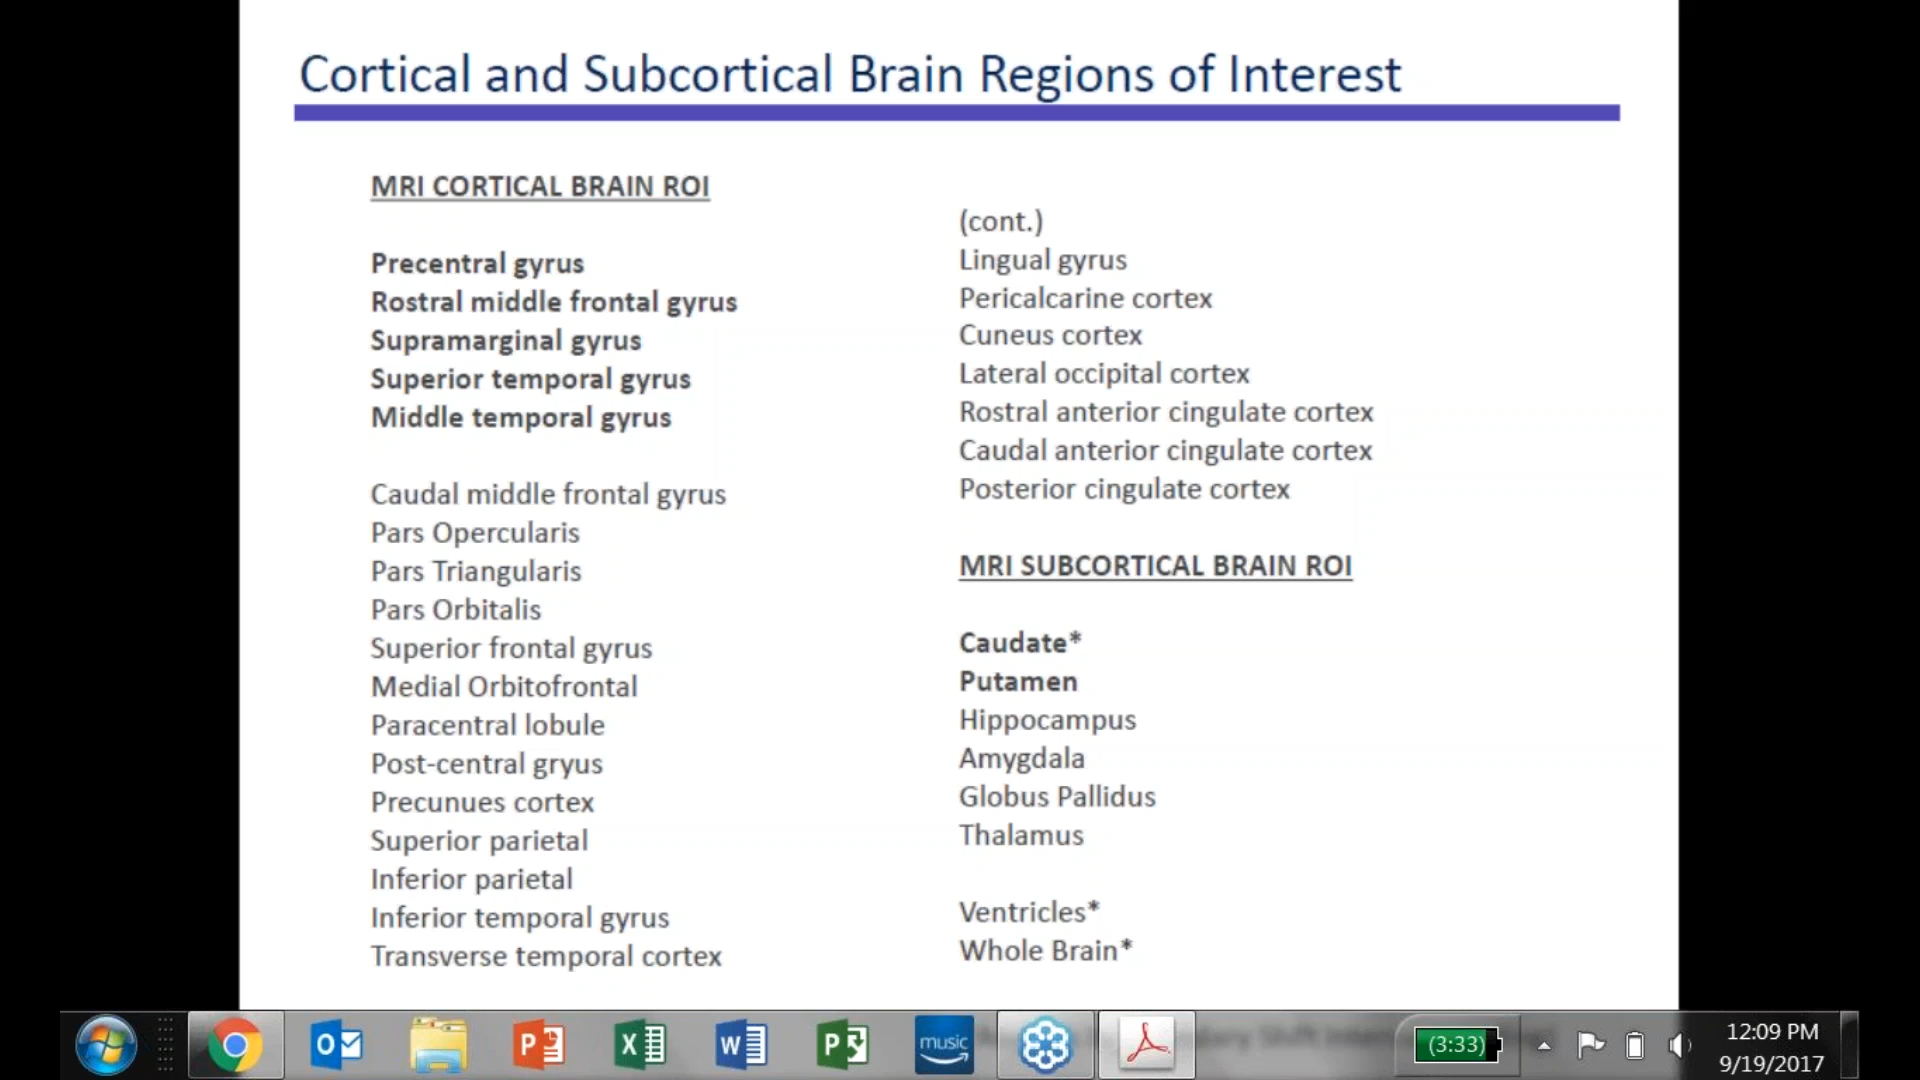 Cortical and Subcortical Brain Regions of Interest
MRI CORTICAL BRAIN ROI
Precentral gyrus
Rostral middle frontal gyrus
Supramarginal gyrus
Superior temporal gyrus
Middle temporal gyrus
Caudal middle frontal gyrus
Pars Opercularis
Pars Triangularis
Pars Orbitalis
Superior frontal gyrus
Medial Orbitofrontal
Paracentral lobule
Post-central gryus
Precunues cortex
Superior parietal
Inferior parietal
Inferior temporal gyrus
Transverse temporal cortex
(cont.)
Lingual gyrus
Pericalcarine cortex
Cuneus cortex
Lateral occipital cortex
Rostral anterior cingulate cortex
Caudal anterior cingulate cortex
Posterior cingulate cortex
MRI SUBCORTICAL BRAIN ROI
Caudate*
Putamen
Hippocampus
Amygdala
Globus Pallidus
Thalamus
Ventricles*
Whole Brain*
music
(3:33)
12:09 PM
9/19/2017